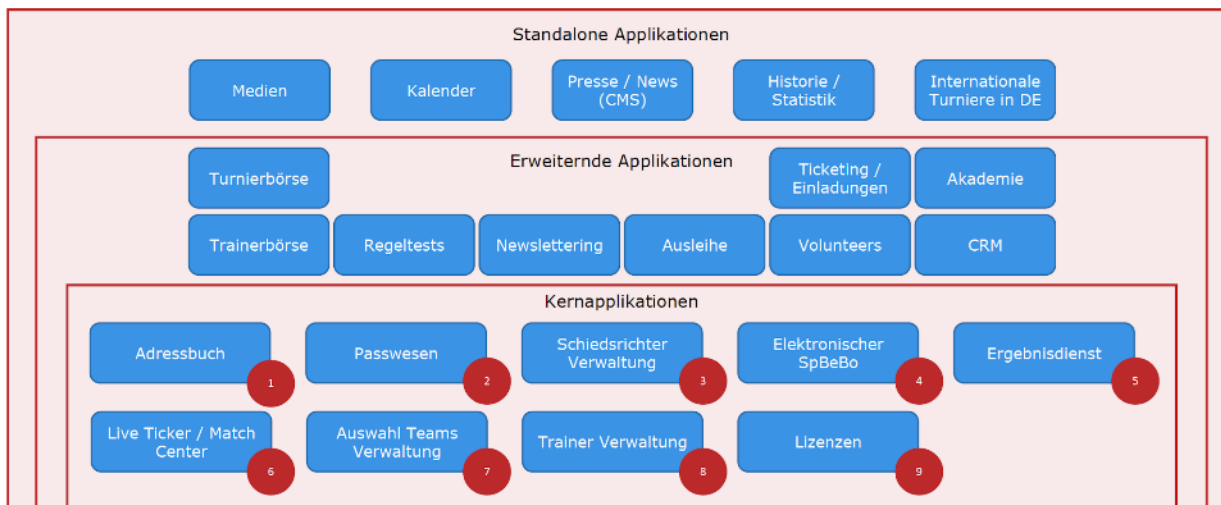 Standalone Applikationen
Medien
Kalender
Presse / News
(CMS)
Historie /
Statistik
Internationale
Turniere in DE
Erweiternde Applikationen
Turnierbörse
Ticketing /
Einladungen
Akademie
Trainerbörse
Regeltests
Newslettering
Ausleihe
Volunteers
CRM
Kernapplikationen
Adressbuch
1
Passwesen
2
Schiedsrichter
Verwaltung
3
Elektronischer
SpBeBo
4
Ergebnisdienst
5
Live Ticker / Match
Center
6
Auswahl Teams
Verwaltung
7
Trainer Verwaltung
8
Lizenzen
9